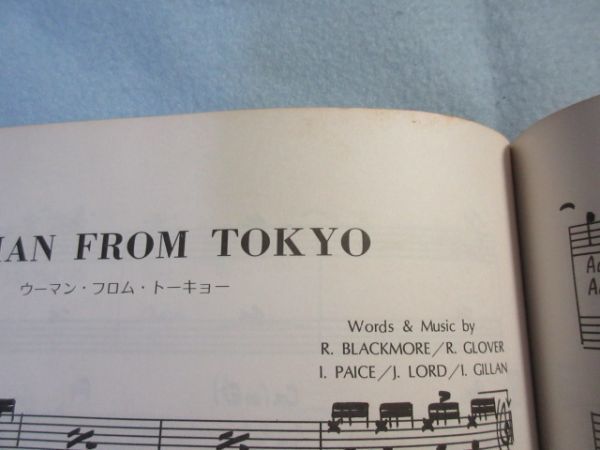 MAN FROM TOKYO
ウーマン・フロム・トーキョー
Words & Music by
R. BLACKMORE／R. GLOVER
I. PAICE／J. LORD／I. GILLAN